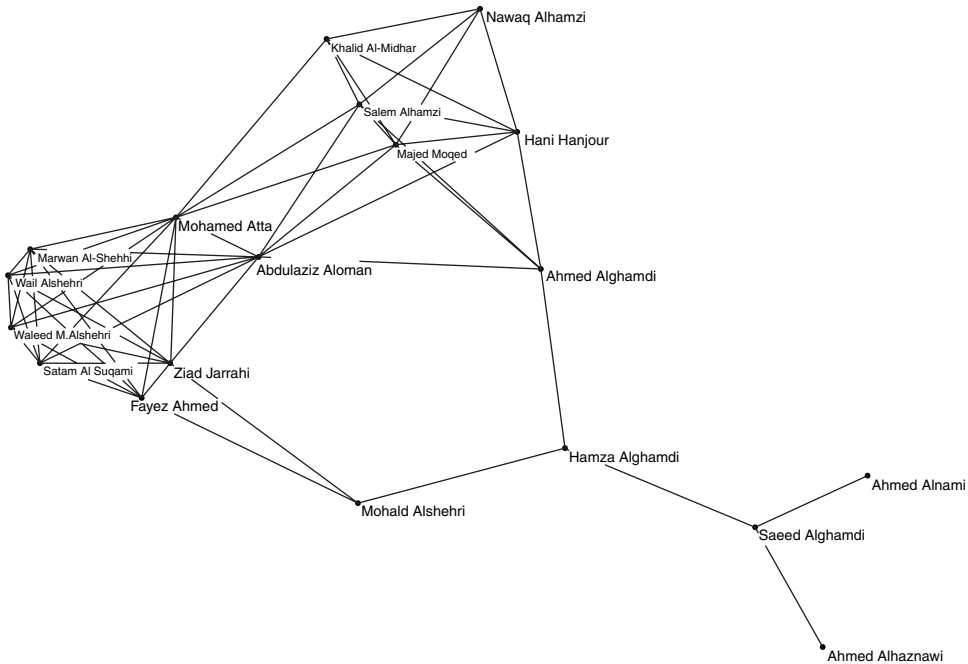 Nawaq Alhamzi
Khalid Al-Midhar
Salem Alhamzi
Hani Hanjour
Majed Moqed
Mohamed Atta
Marwan Al-Shehhi
Abdulaziz Aloman
Ahmed Alghamdi
Wail Alshehri
Waleed M.Alshehri
Satam Al Suqami
Ziad Jarrahi
Fayez Ahmed
Hamza Alghamdi
Ahmed Alnami
Mohald Alshehri
Saeed Alghamdi
Ahmed Alhaznawi